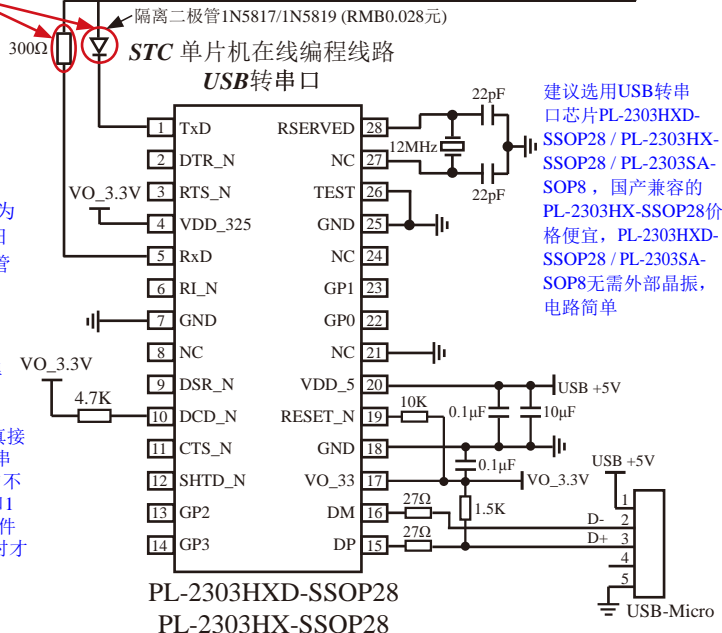 隔离二极管1N5817/1N5819 (RMB0.028元)
300Ω
STC 单片机在线编程线路
USB转串口
22pF
12MHz
22pF
建议选用USB转串
口芯片PL-2303HXD-
SSOP28 / PL-2303HX-
SSOP28 / PL-2303SA-
SOP8 ，国产兼容的
PL-2303HX-SSOP28价
格便宜，PL-2303HXD-
SSOP28 / PL-2303SA-
SOP8无需外部晶振，
电路简单
1 TxD RSERVED 28
2 DTR_N NC 27
VO_3.3V 3 RTS_N TEST 26
4 VDD_325 GND 25
5 RxD NC 24
6 RI_N GP1 23
7 GND GP0 22
8 NC NC 21
VO_3.3V
9 DSR_N VDD_5 20 USB +5V
4.7K
10 DCD_N RESET_N 19 10K 0.1μF 10μF
11 CTS_N GND 18
0.1μF
12 SHTD_N VO_33 17 VO_3.3V
13 GP2 DM 16 27Ω 1.5K
14 GP3 DP 15 27Ω
USB +5V
1
D- 2
D+ 3
4
5
USB-Micro
为
管
接
串
不
1
件
时才
PL-2303HXD-SSOP28
PL-2303HX-SSOP28